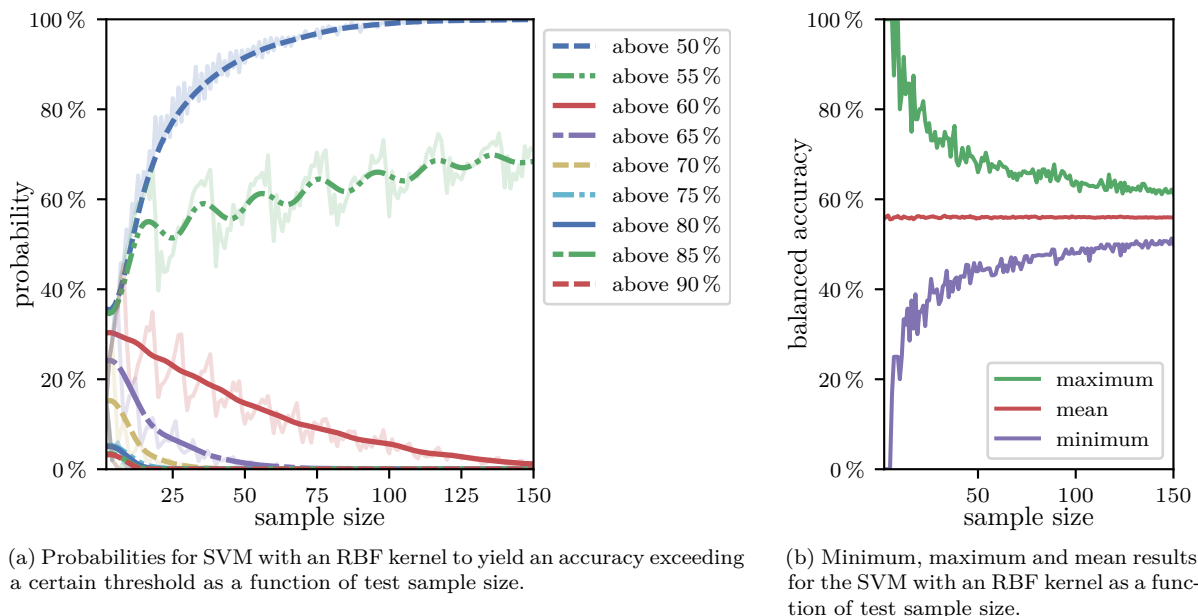 100 %
80 %
60 %
40 %
20 %
0 %
probability
25
50
75
100
125
150
sample size
above 50 %
above 55 %
above 60 %
above 65 %
above 70 %
above 75 %
above 80 %
above 85 %
above 90 %
(a) Probabilities for SVM with an RBF kernel to yield an accuracy exceeding
a certain threshold as a function of test sample size.
100 %
80 %
60 %
40 %
20 %
0 %
balanced accuracy
50
100
150
sample size
maximum
mean
minimum
(b) Minimum, maximum and mean results
for the SVM with an RBF kernel as a func-
tion of test sample size.